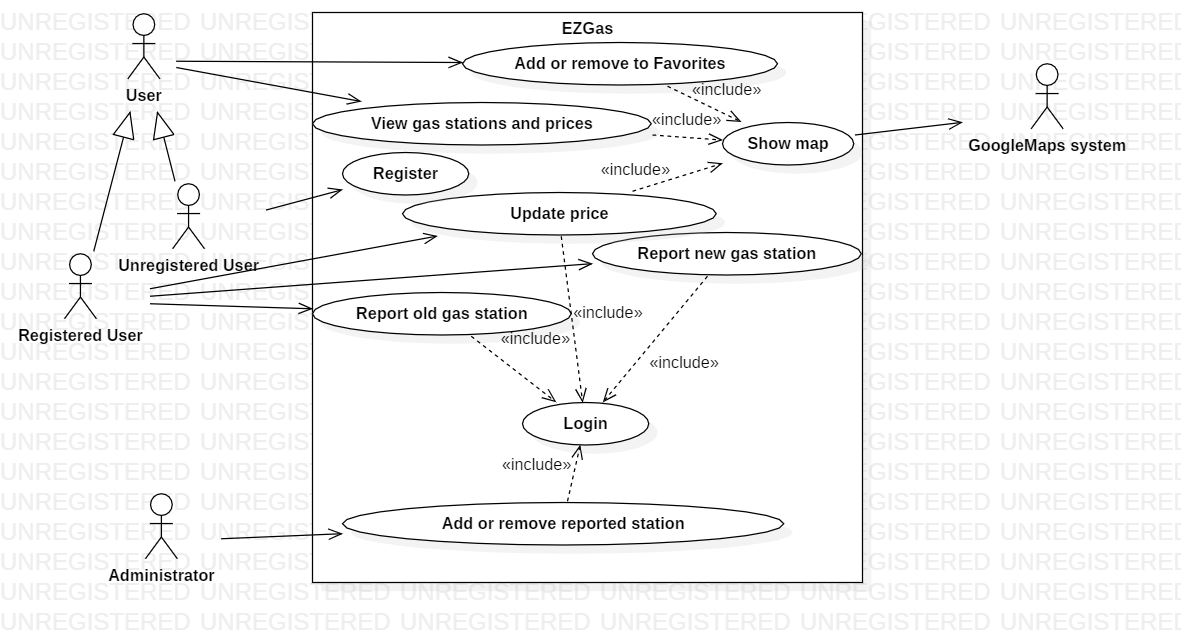 EZGas
Add or remove to Favorites
User
«include»
View gas stations and prices
«include»
Show map
GoogleMaps system
Register
«include»
Update price
Report new gas station
Unregistered User
Report old gas station
«include»
Registered User
«include»
«include»
Login
«include»
Add or remove reported station
Administrator
UNREGISTERED